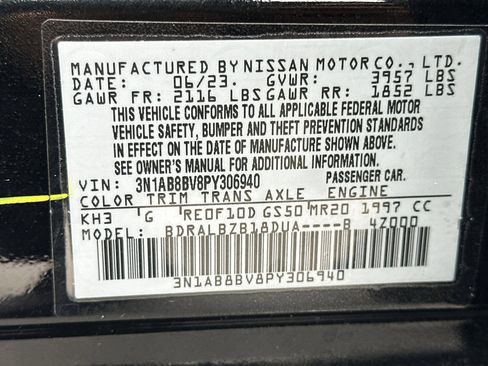 MANUFACTURED BY NISSAN MOTOR CO., LTD.
DATE: 06/23. GVWR: 3957 LBS
GAWR FR: 2116 LBS GAWR RR: 1852 LBS
THIS VEHICLE CONFORMS TO ALL APPLICABLE FEDERAL MOTOR
VEHICLE SAFETY, BUMPER AND THEFT PREVENTION STANDARDS
IN EFFECT ON THE DATE OF MANUFACTURE SHOWN ABOVE.
SEE OWNER'S MANUAL FOR ADDITIONAL INFORMATION.
VIN: 3N1AB8BV8PY306940 PASSENGER CAR.
COLOR TRIM TRANS AXLE ENGINE
KH3 G RE0F10D GS50 MR20 1997 CC
MODEL: BDRALBZB18DUA----B 4Z000
3N1AB8BV8PY306940